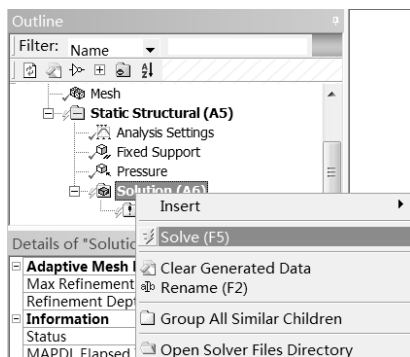 Outline
Filter: Name
Mesh
Static Structural (A5)
Analysis Settings
Fixed Support
Pressure
Solution (A6)
Insert
Solve (F5)
Clear Generated Data
Rename (F2)
Group All Similar Children
Open Solver Files Directory
Details of "Solutio
Adaptive Mesh
Max Refinement
Refinement Dep
Information
Status
MAPDL Elapsed